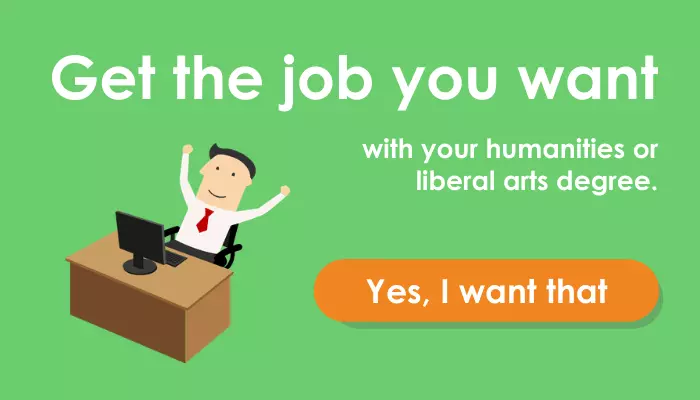 Get the job you want
with your humanities or
liberal arts degree.
Yes, I want that